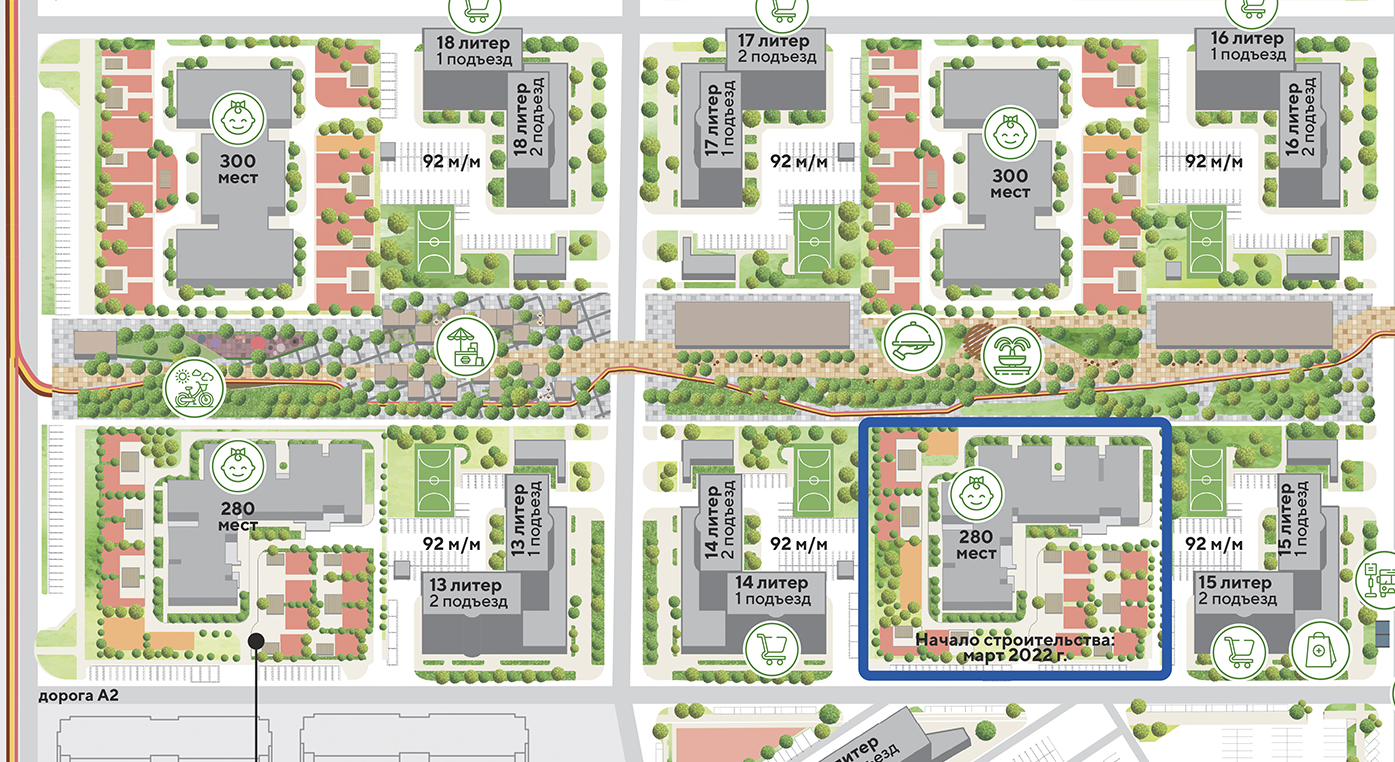 18 литер
1 подъезд
18 литер
2 подъезд
17 литер
2 подъезд
17 литер
1 подъезд
16 литер
1 подъезд
16 литер
2 подъезд
300
мест
92 м/м
92 м/м
300
мест
92 м/м
280
мест
92 м/м
13 литер
1 подъезд
13 литер
2 подъезд
14 литер
2 подъезд
14 литер
1 подъезд
92 м/м
280
мест
Начало строительства:
март 2022 г.
92 м/м
15 литер
1 подъезд
15 литер
2 подъезд
дорога А2
литер